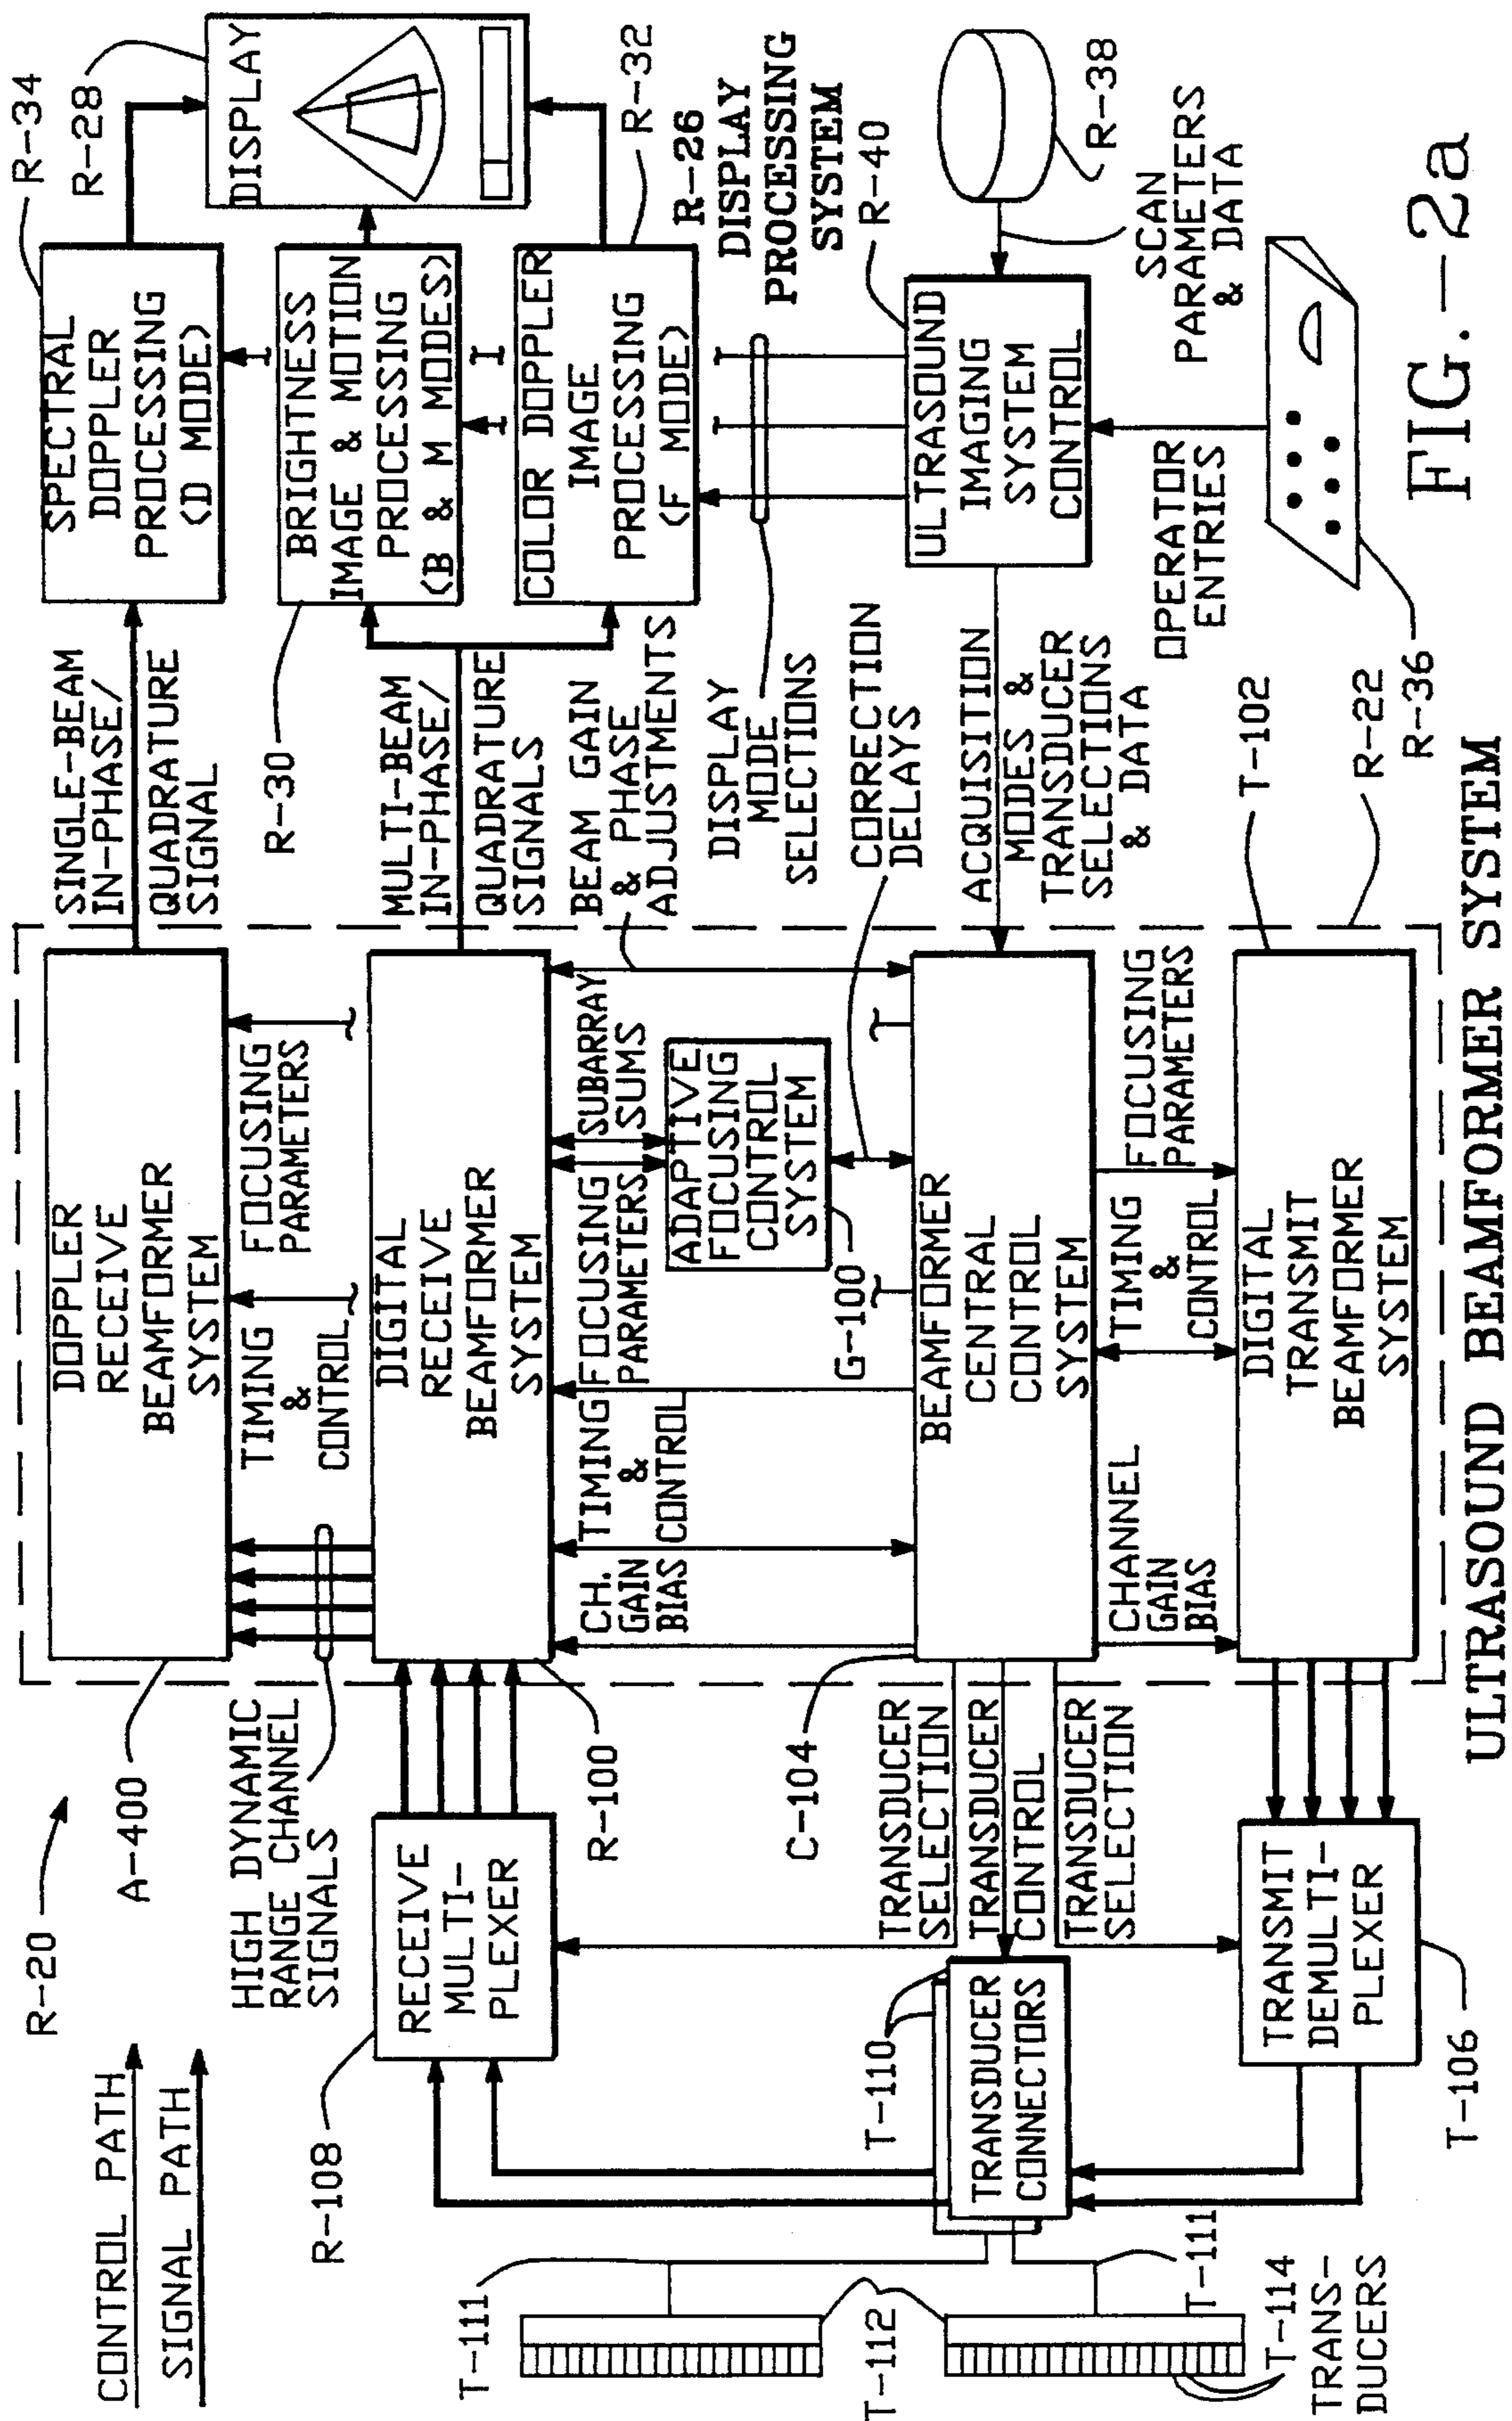 CONTROL PATH
SIGNAL PATH
R-20
A-400
HIGH DYNAMIC
RANGE CHANNEL
SIGNALS
DOPPLER
RECEIVE
BEAMFORMER
SYSTEM
SINGLE-BEAM
IN-PHASE/
QUADRATURE
SIGNAL
SPECTRAL
DOPPLER
PROCESSING
(D MODE)
R-34
R-28
DISPLAY
TIMING
&
CONTROL
FOCUSING
PARAMETERS
R-108
RECEIVE
MULTI-
PLEXER
R-100
DIGITAL
RECEIVE
BEAMFORMER
SYSTEM
MULTI-BEAM
IN-PHASE/
QUADRATURE
SIGNALS
R-30
BRIGHTNESS
IMAGE & MOTION
PROCESSING
(B & M MODES)
COLOR DOPPLER
IMAGE
PROCESSING
(F MODE)
R-32
R-26
DISPLAY
PROCESSING
SYSTEM
CH.
GAIN
BIAS
TIMING
&
CONTROL
FOCUSING
PARAMETERS
SUBARRAY
SUMS
BEAM GAIN
& PHASE
ADJUSTMENTS
ADAPTIVE
FOCUSING
CONTROL
SYSTEM
G-100
DISPLAY
MODE
SELECTIONS
CORRECTION
DELAYS
R-40
ULTRASOUND
IMAGING
SYSTEM
CONTROL
R-38
SCAN
PARAMETERS
& DATA
C-104
TRANSDUCER
SELECTION
TRANSDUCER
CONTROL
TRANSDUCER
SELECTION
BEAMFORMER
CENTRAL
CONTROL
SYSTEM
ACQUISITION
MODES &
TRANSDUCER
SELECTIONS
& DATA
OPERATOR
ENTRIES
R-36
T-110
TRANSDUCER
CONNECTORS
T-111
T-112
T-111
T-114
TRANS-
DUCERS
CHANNEL
GAIN
BIAS
TIMING
&
CONTROL
FOCUSING
PARAMETERS
TRANSMIT
DEMULTI-
PLEXER
T-106
DIGITAL
TRANSMIT
BEAMFORMER
SYSTEM
T-102
R-22
ULTRASOUND BEAMFORMER SYSTEM
FIG.-2a